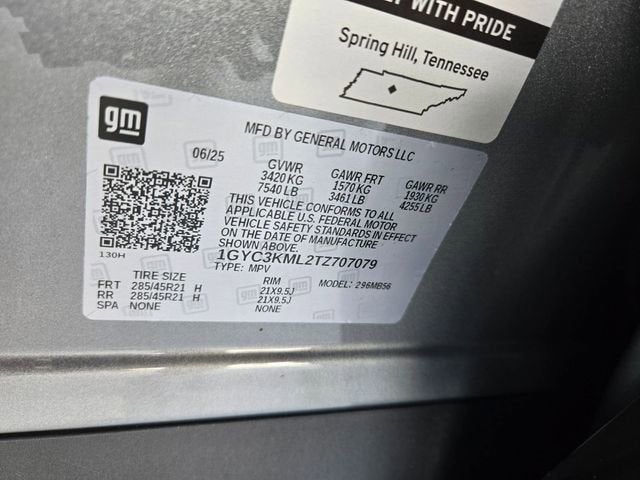 WITH PRIDE
Spring Hill, Tennessee
gm
MFD BY GENERAL MOTORS LLC
06/25 GVWR GAWR FRT GAWR RR
3420 KG 1570 KG 1930 KG
7540 LB 3461 LB 4255 LB
THIS VEHICLE CONFORMS TO ALL
APPLICABLE U.S. FEDERAL MOTOR
VEHICLE SAFETY STANDARDS IN EFFECT
ON THE DATE OF MANUFACTURE
SHOWN ABOVE.
130H 1GYC3KML2TZ707079
TYPE: MPV
TIRE SIZE RIM MODEL: 296MB56
FRT 285/45R21 H 21X9.5J
RR 285/45R21 H 21X9.5J
SPA NONE NONE